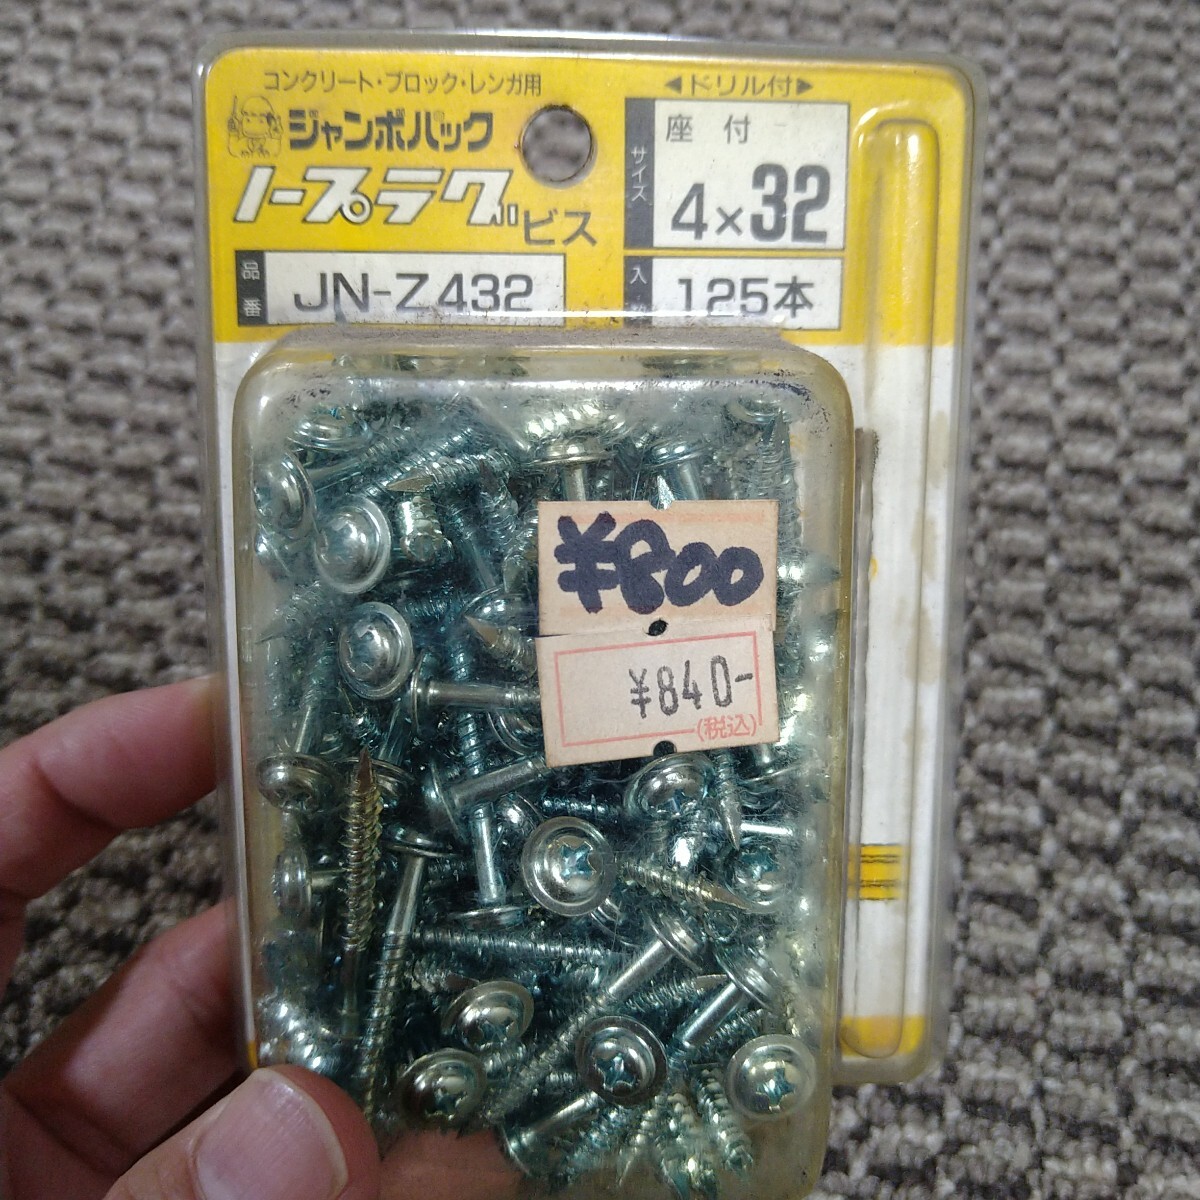 コンクリート・ブロック・レンガ用
ジャンボパック
ノープラグビス
品番 JN-Z432
◀ドリル付▶
サイズ 座付 4×32
入 125本
¥800
¥840-
(税込)